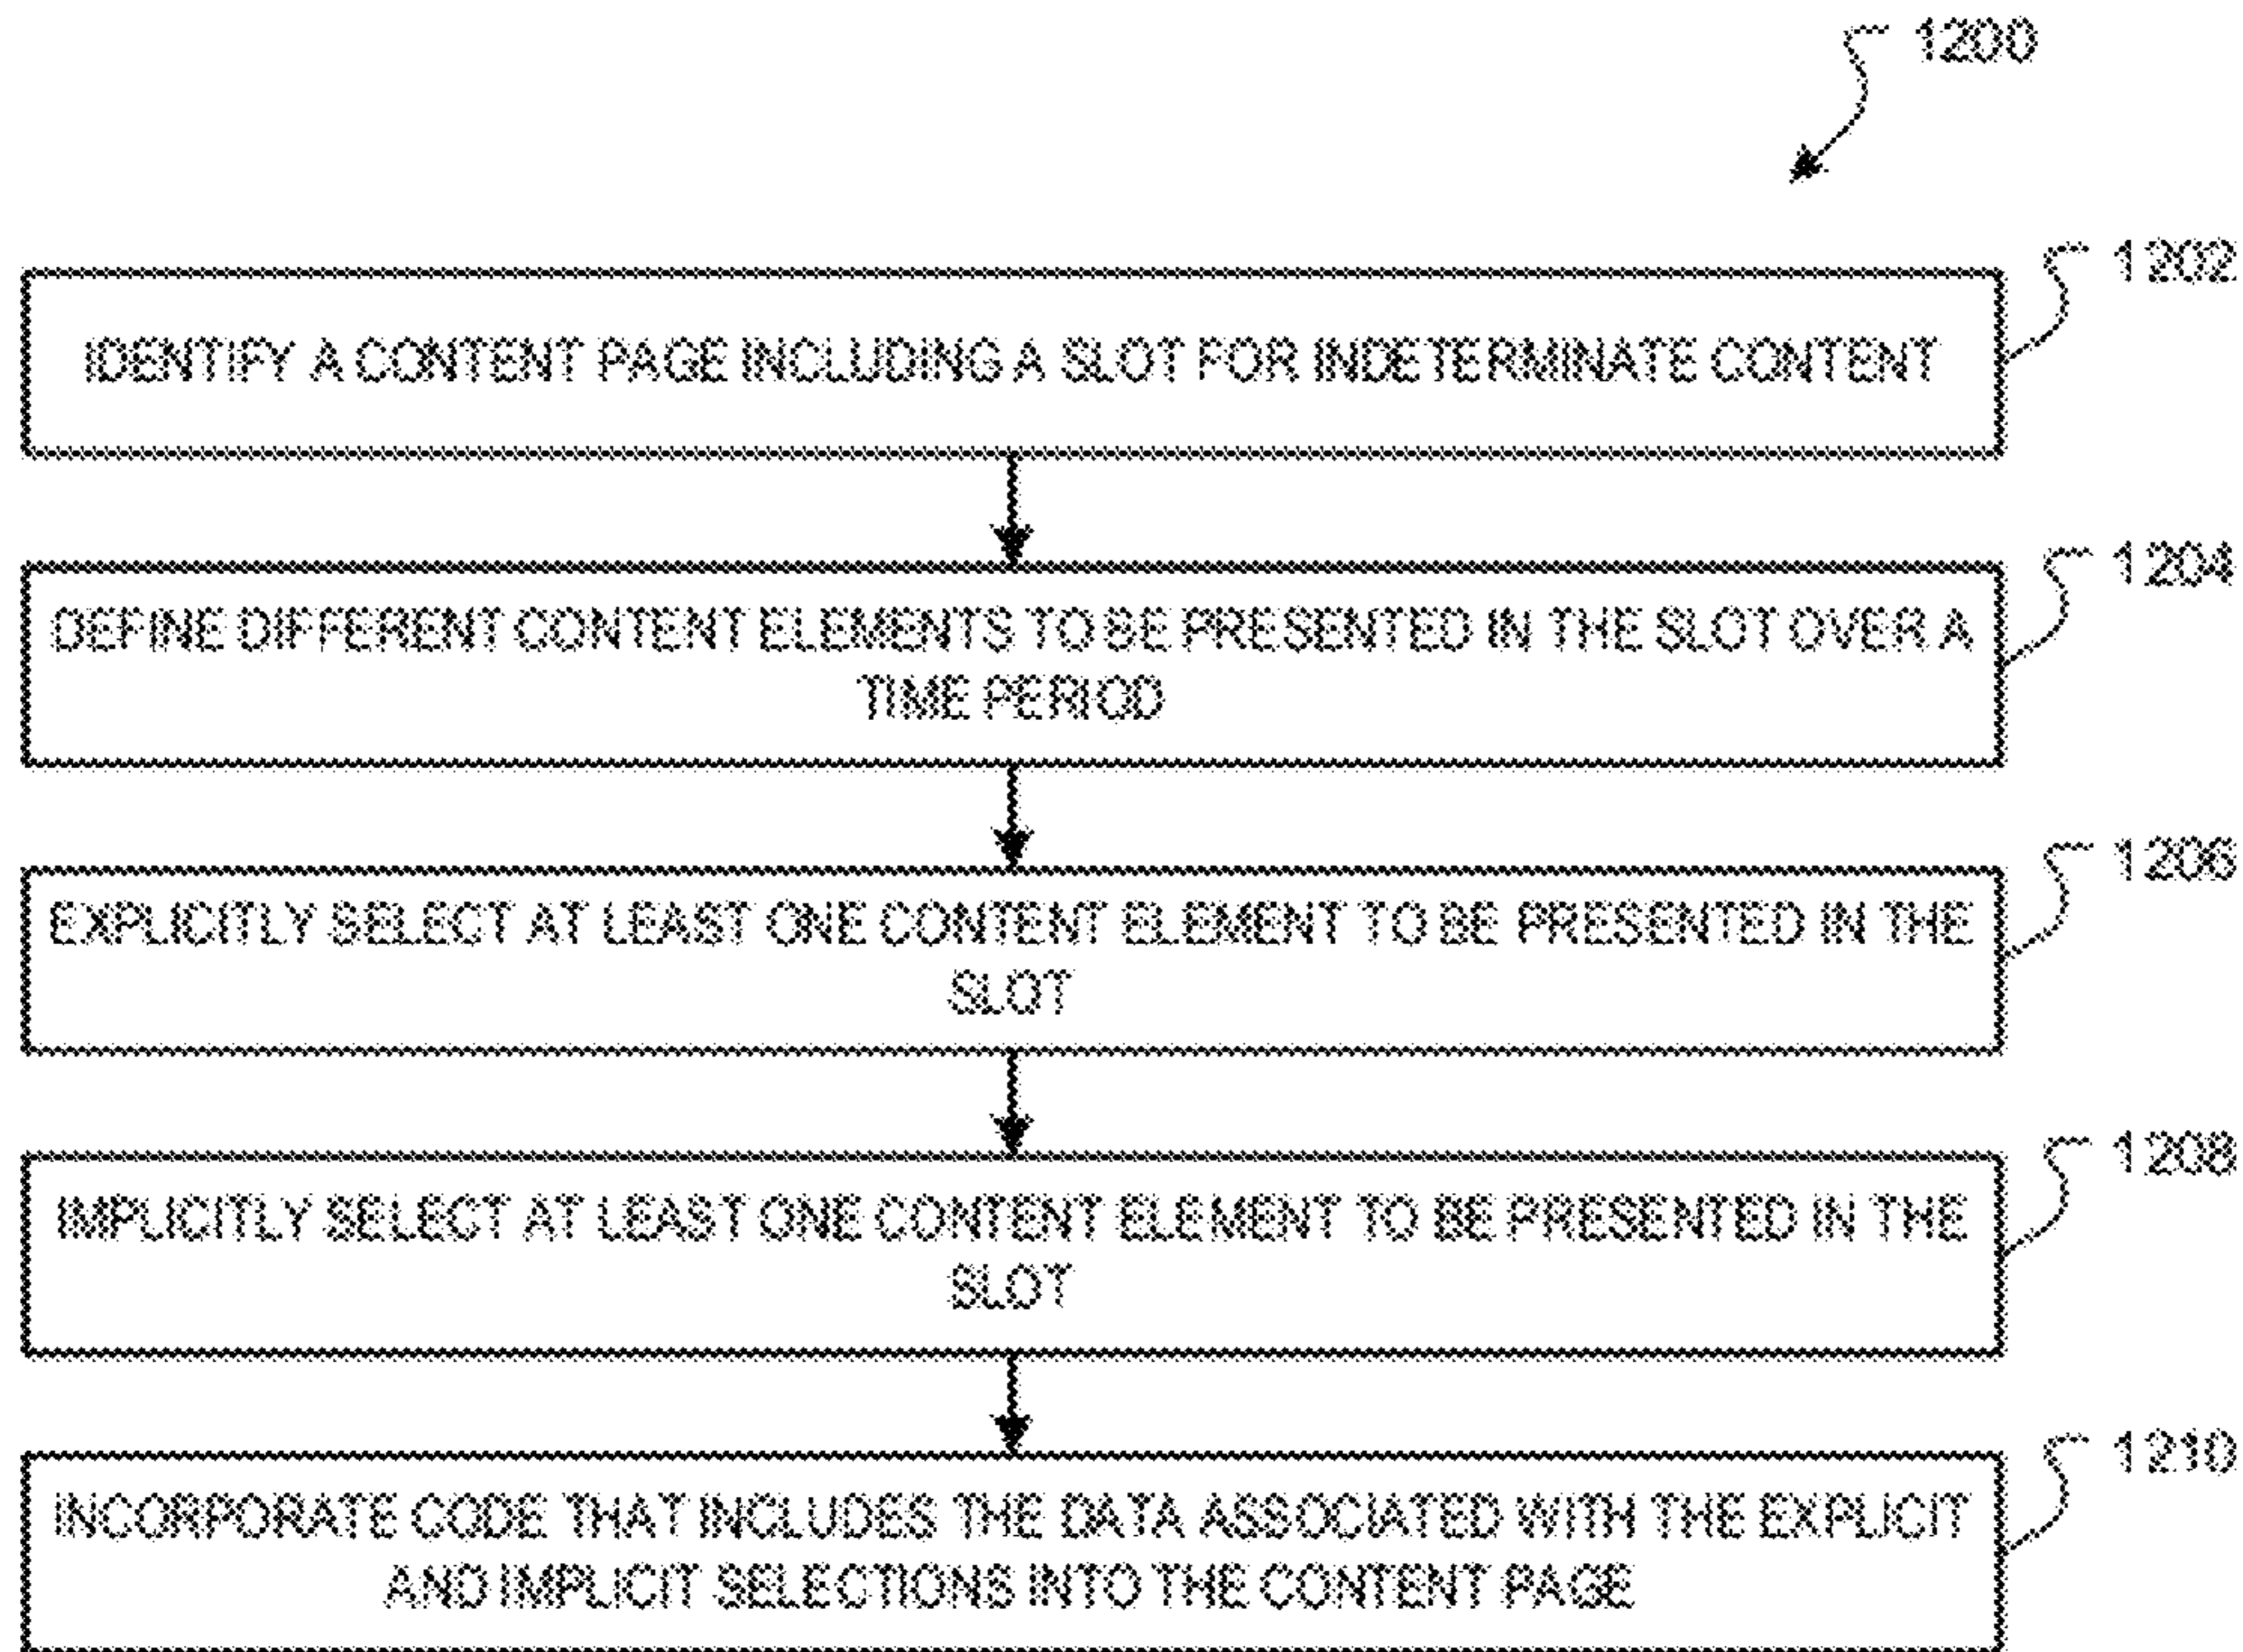 1200
1202
IDENTIFY A CONTENT PAGE INCLUDING A SLOT FOR INDETERMINATE CONTENT
1204
DEFINE DIFFERENT CONTENT ELEMENTS TO BE PRESENTED IN THE SLOT OVER A
TIME PERIOD
1206
EXPLICITLY SELECT AT LEAST ONE CONTENT ELEMENT TO BE PRESENTED IN THE
SLOT
1208
IMPLICITLY SELECT AT LEAST ONE CONTENT ELEMENT TO BE PRESENTED IN THE
SLOT
1210
INCORPORATE CODE THAT INCLUDES THE DATA ASSOCIATED WITH THE EXPLICIT
AND IMPLICIT SELECTIONS INTO THE CONTENT PAGE